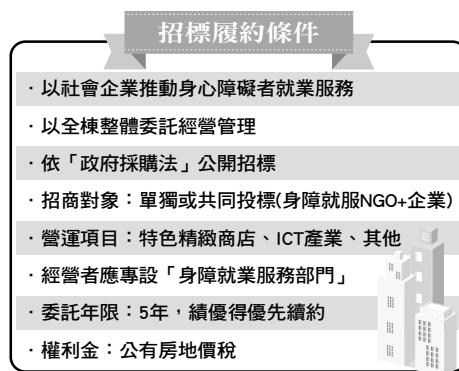 招標履約條件
·以社會企業推動身心障礙者就業服務
·以全棟整體委託經營管理
·依「政府採購法」公開招標
·招商對象：單獨或共同投標(身障就服NGO+企業)
·營運項目：特色精緻商店、ICT產業、其他
·經營者應專設「身障就業服務部門」
·委託年限：5年，績優得優先續約
·權利金：公有房地價稅